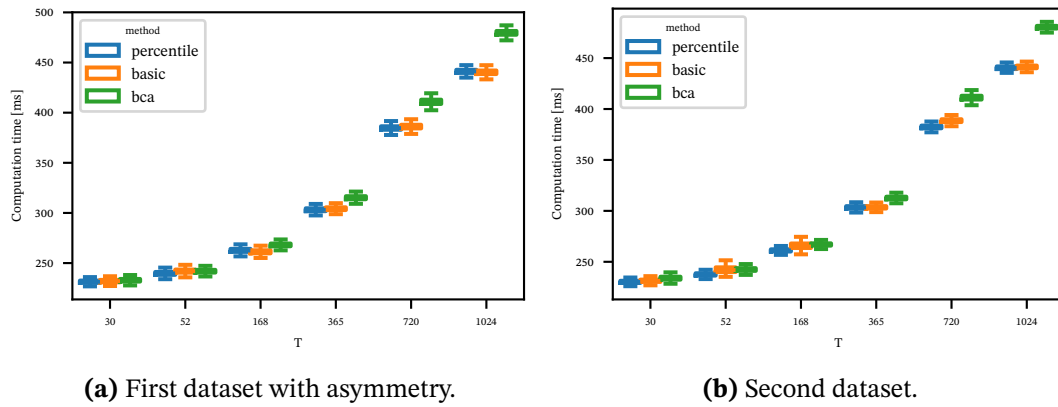 500
450
400
350
300
250
Computation time [ms]
method
percentile
basic
bca
30 52 168 365 720 1024
T
(a) First dataset with asymmetry.
450
400
350
300
250
Computation time [ms]
method
percentile
basic
bca
30 52 168 365 720 1024
T
(b) Second dataset.